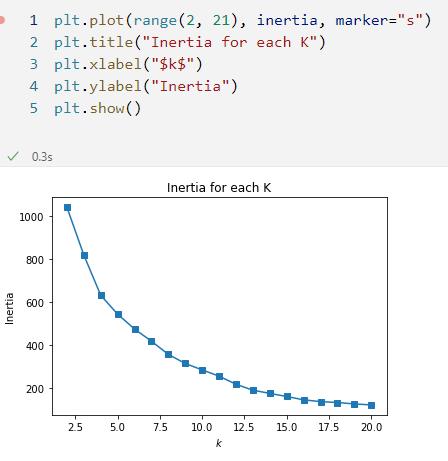 1 plt.plot(range(2, 21), inertia, marker="s")
2 plt.title("Inertia for each K")
3 plt.xlabel("$k$")
4 plt.ylabel("Inertia")
5 plt.show()
0.3s
Inertia for each K
1000
800
600
400
200
Inertia
2.5 5.0 7.5 10.0 12.5 15.0 17.5 20.0
k